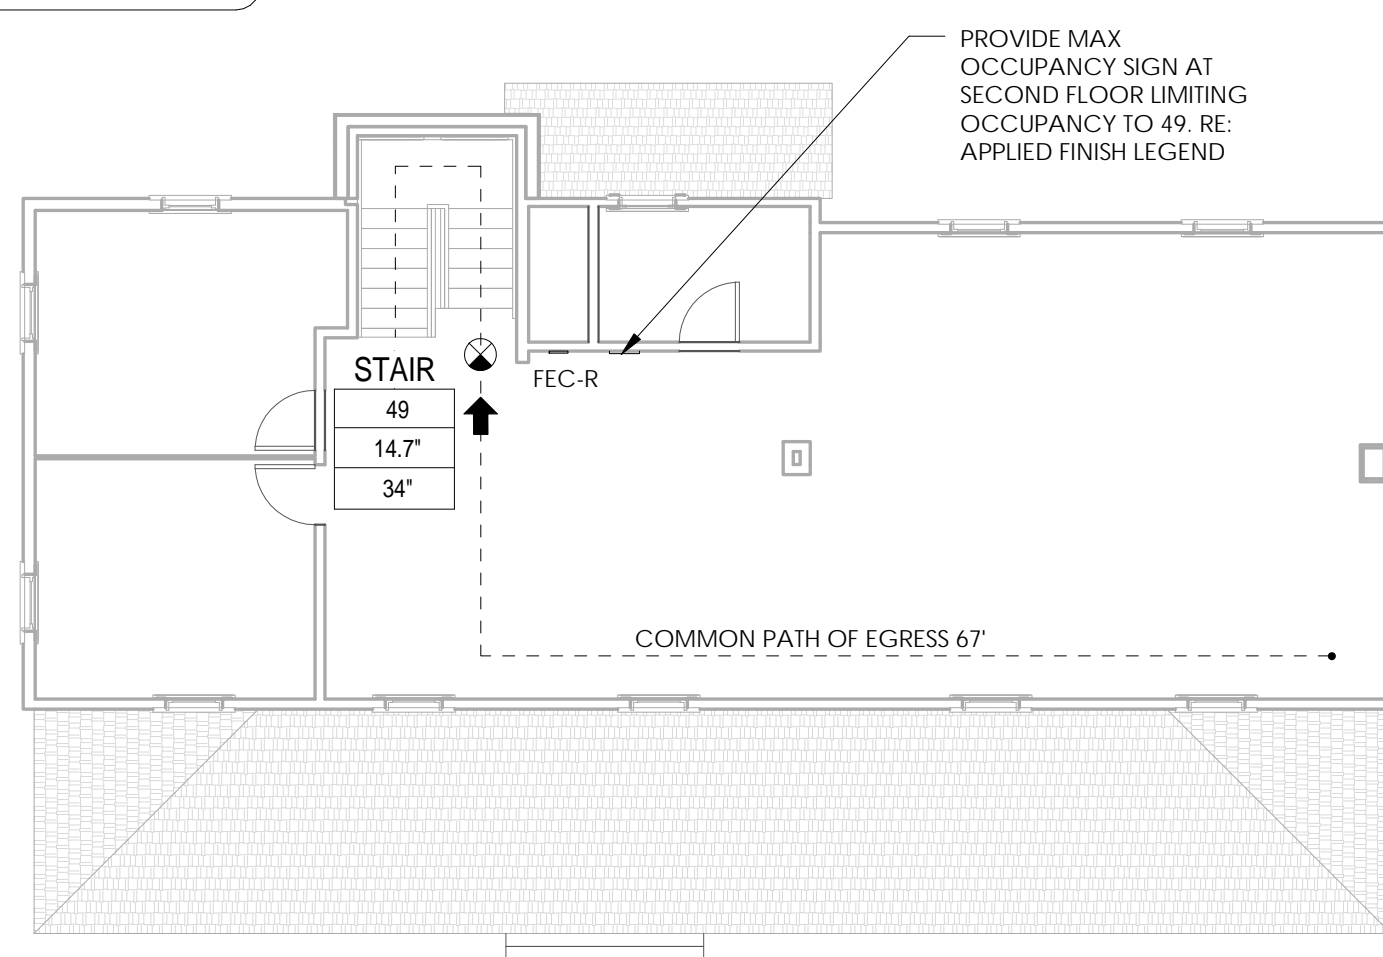 PROVIDE MAX
OCCUPANCY SIGN AT
SECOND FLOOR LIMITING
OCCUPANCY TO 49. RE:
APPLIED FINISH LEGEND
STAIR
49
14.7"
34"
FEC-R
COMMON PATH OF EGRESS 67'